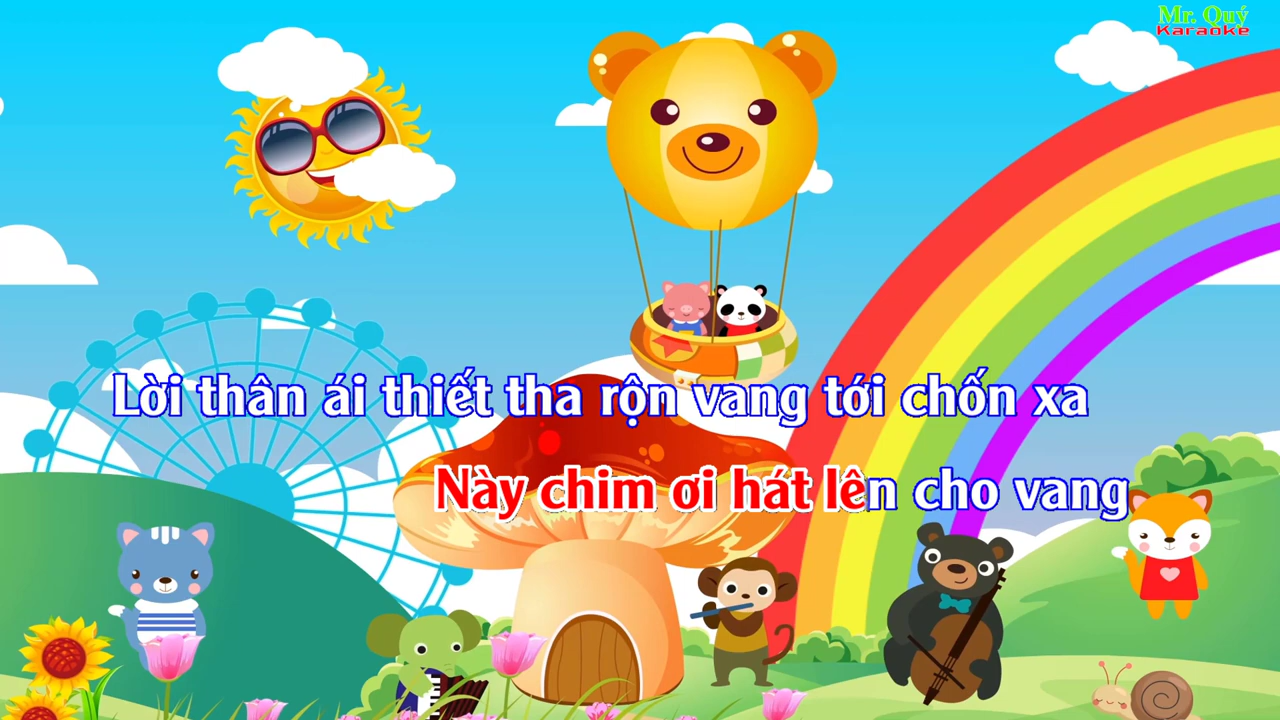 Mr. Quý
Karaoke
Lời thân ái thiết tha rộn vang tới chốn xa
Này chim ơi hát lên cho vang